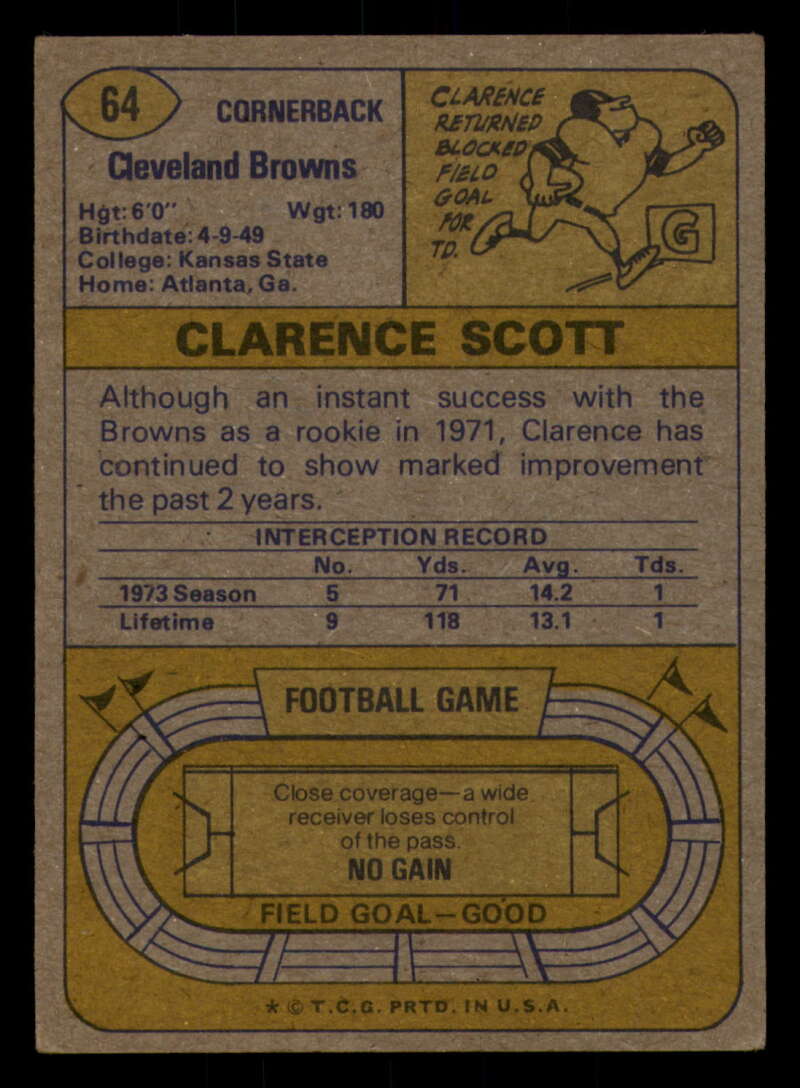 64
CORNERBACK
Cleveland Browns
Hgt: 6'0" Wgt: 180
Birthdate: 4-9-49
College: Kansas State
Home: Atlanta, Ga.
CLARENCE
RETURNED
BLOCKED
FIELD
GOAL
FOR
TD.
G
CLARENCE SCOTT
Although an instant success with the
Browns as a rookie in 1971, Clarence has
continued to show marked improvement
the past 2 years.
INTERCEPTION RECORD
No. Yds. Avg. Tds.
1973 Season 5 71 14.2 1
Lifetime 9 118 13.1 1
FOOTBALL GAME
Close coverage—a wide
receiver loses control
of the pass.
NO GAIN
FIELD GOAL—GOOD
* © T.C.G. PRTD. IN U.S.A.